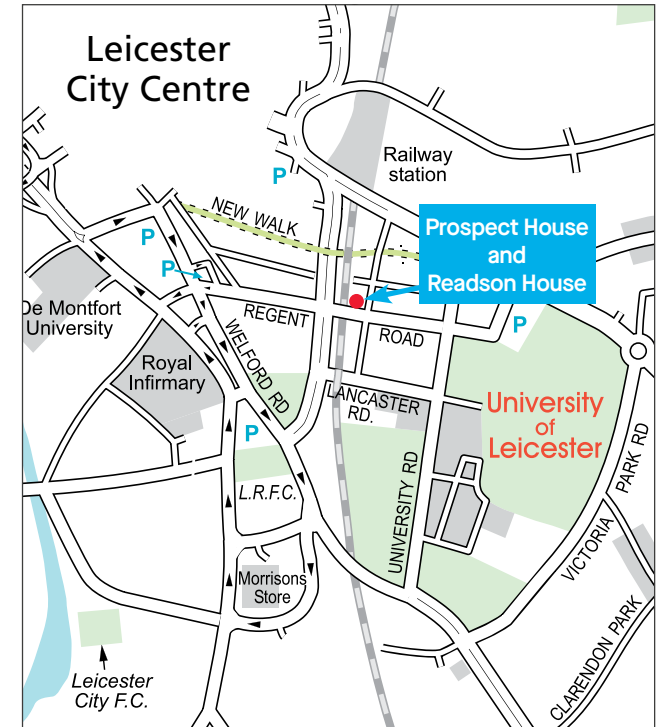 Leicester
City Centre
Railway
station
P
NEW WALK
Prospect House
and
Readson House
P
P
De Montfort
University
REGENT
ROAD
P
WELFORD RD
Royal
Infirmary
LANCASTER
RD.
University
of
Leicester
P
UNIVERSITY RD
PARK RD
VICTORIA
L.R.F.C.
Morrisons
Store
CLARENDON PARK
Leicester
City F.C.